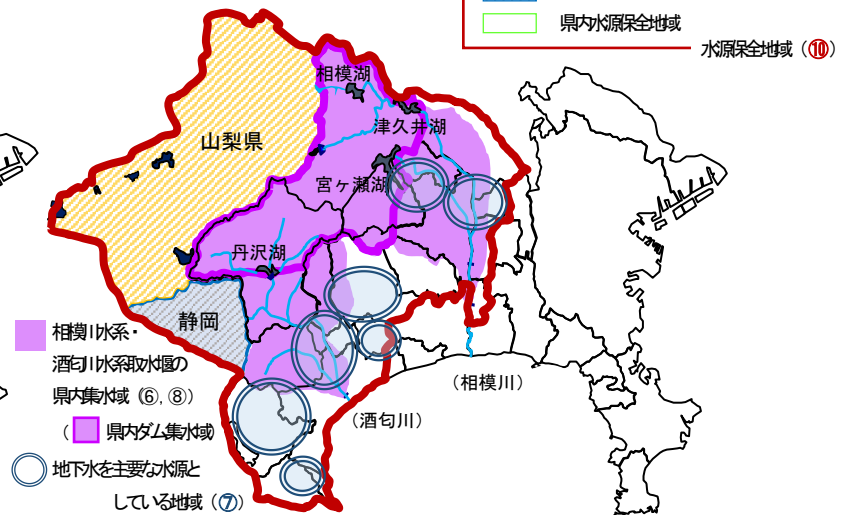 県内水源保全地域
水源保全地域（⑩）
相模湖
津久井湖
山梨県
宮ヶ瀬湖
丹沢湖
静岡
相模川水系・
酒匂川水系取水堰の
県内集水域（⑥, ⑧）
（ 県内ダム集水域）
地下水を主要な水源と
している地域（⑦）
（酒匂川）
（相模川）